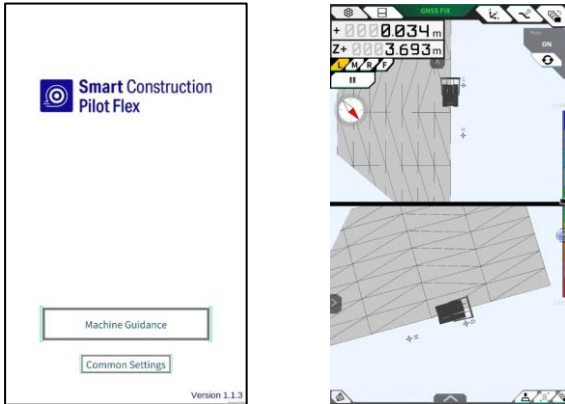 Smart Construction
Pilot Flex
Machine Guidance
Common Settings
Version 1.1.3
GNSS FIX
+ 0000.034 m
Z+ 0003.693 m
L M R F
ON